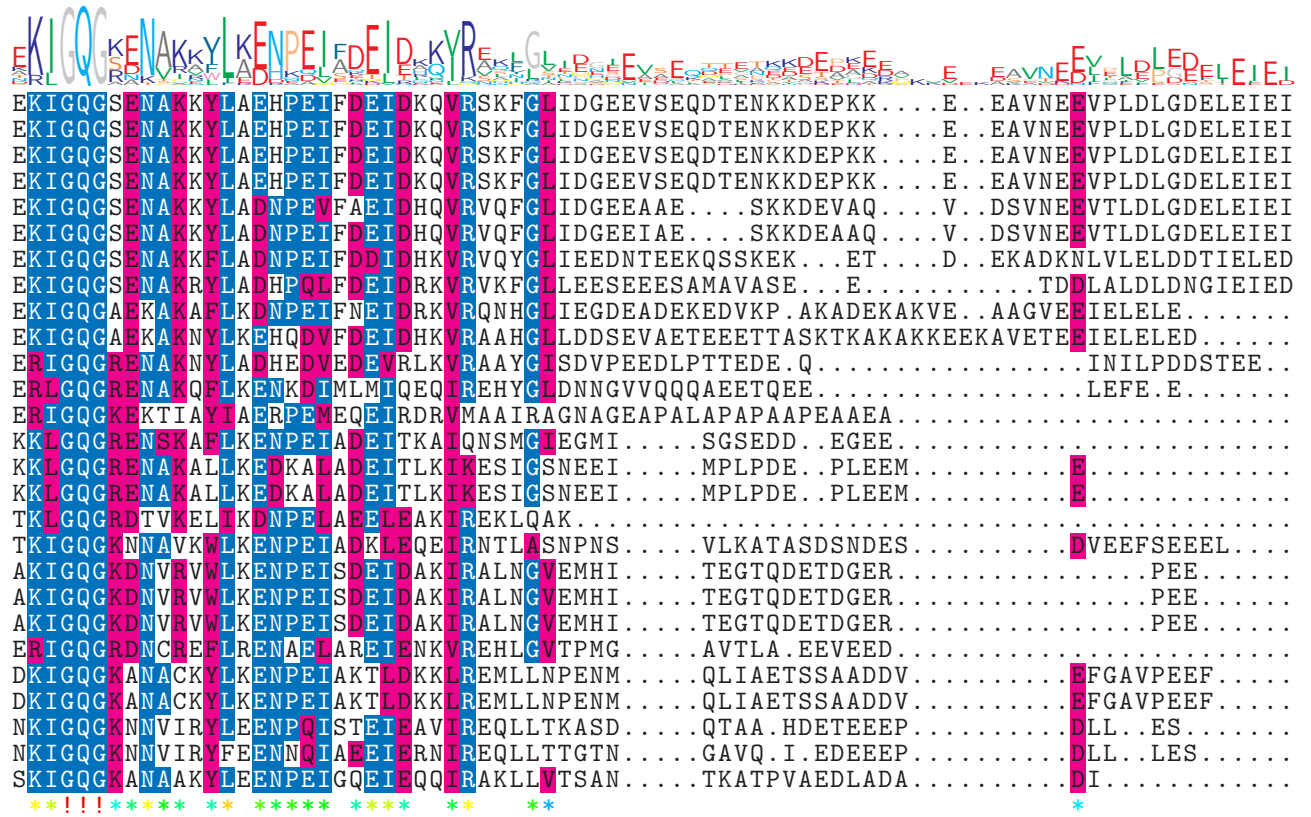 EKIGQGSENAKKYLAEHPEIFDEIDKQVRSKFGLIDGEEVSEQDTENKKDEPKK....E..EAVNEEVPLDLGDELEIEI
EKIGQGSENAKKYLAEHPEIFDEIDKQVRSKFGLIDGEEVSEQDTENKKDEPKK....E..EAVNEEVPLDLGDELEIEI
EKIGQGSENAKKYLAEHPEIFDEIDKQVRSKFGLIDGEEVSEQDTENKKDEPKK....E..EAVNEEVPLDLGDELEIEI
EKIGQGSENAKKYLAEHPEIFDEIDKQVRSKFGLIDGEEVSEQDTENKKDEPKK....E..EAVNEEVPLDLGDELEIEI
EKIGQGSENAKKYLADNPEVFAEIDHQVRVQFGLIDGEEAAE....SKKDEVAQ....V..DSVNEEVTLDLGDELEIEI
EKIGQGSENAKKYLADNPEIFDEIDHQVRVQFGLIDGEEIAE....SKKDEAAQ....V..DSVNEEVTLDLGDELEIEI
EKIGQGSENAKKFLADNPEIFDDIDHKVRVQYGLIEEDNTEEKQSSKEK...ET....D..EKADKNLVLELDDTIELED
EKIGQGSENAKRYLADHPQLFDEIDRKVRVKFGLLEESEEESAMAVASE...E...........TDDLALDLDNGIEIED
EKIGQGAEKAKAFLKDNPEIFNEIDRKVRQNHGLIEGDEADEKEDVKP.AKADEKAKVE..AAGVEEIELELE.......
EKIGQGAEKAKNYLKEHQDVFDEIDHKVRAAHGLLDDSEVAETEEETTASKTKAKAKKEEKAVETEEIELELED......
ERIGQGRENAKNYLADHEDVEDEVRLKVRAAYGISDVPEEDLPTTEDE.Q.................INILPDDSTEE..
ERLGQGRENAKQFLKENKDIMLMIQEQIREHYGLDNNGVVQQQAEETQEE.................LEFE.E.......
ERIGQGKEKTIAYIAERPEMEQEIRDRVMAAIRAGNAGEAPALAPAPAAPEAAEA.........................
KKLGQGRENSKAFLKENPEIADEITKAIQNSMGIEGMI.....SGSEDD..EGEE.........................
KKLGQGRENAKALLKEDKALADEITLKIKESIGSNEEI.....MPLPDE..PLEEM..........E.............
KKLGQGRENAKALLKEDKALADEITLKIKESIGSNEEI.....MPLPDE..PLEEM..........E.............
TKLGQGRDTVKELIKDNPELAEELEAKIREKLQAK.............................................
TKIGQGKNNAVKWLKENPEIADKLEQEIRNTLASNPNS.....VLKATASDSNDES..........DVEEFSEEEL....
AKIGQGKDNVRVWLKENPEISDEIDAKIRALNGVEMHI.....TEGTQDETDGER................PEE......
AKIGQGKDNVRVWLKENPEISDEIDAKIRALNGVEMHI.....TEGTQDETDGER................PEE......
AKIGQGKDNVRVWLKENPEISDEIDAKIRALNGVEMHI.....TEGTQDETDGER................PEE......
ERIGQGRDNCREFLRENAELAREIENKVREHLGVTPMG.....AVTLA.EEVEED.........................
DKIGQGKANACKYLKENPEIAKTLDKKLREMLLNPENM.....QLIAETSSAADDV..........EFGAVPEEF.....
DKIGQGKANACKYLKENPEIAKTLDKKLREMLLNPENM.....QLIAETSSAADDV..........EFGAVPEEF.....
NKIGQGKNNVIRYLEENPQISTEIEAVIREQLLTKASD.....QTAA.HDETEEEP..........DLL..ES.......
NKIGQGKNNVIRYFEENNQIAEEIERNIREQLLTTGTN.....GAVQ.I.EDEEEP..........DLL..LES......
SKIGQGKANAAKYLEENPEIGQEIEQQIRAKLLVTSAN.....TKATPVAEDLADA..........DI............
**!!!***** ** ***** **** ** ** *